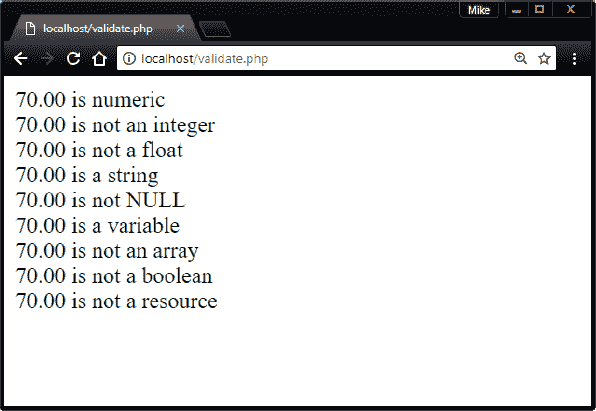 Mike
localhost/validate.php
localhost/validate.php
70.00 is numeric
70.00 is not an integer
70.00 is not a float
70.00 is a string
70.00 is not NULL
70.00 is a variable
70.00 is not an array
70.00 is not a boolean
70.00 is not a resource